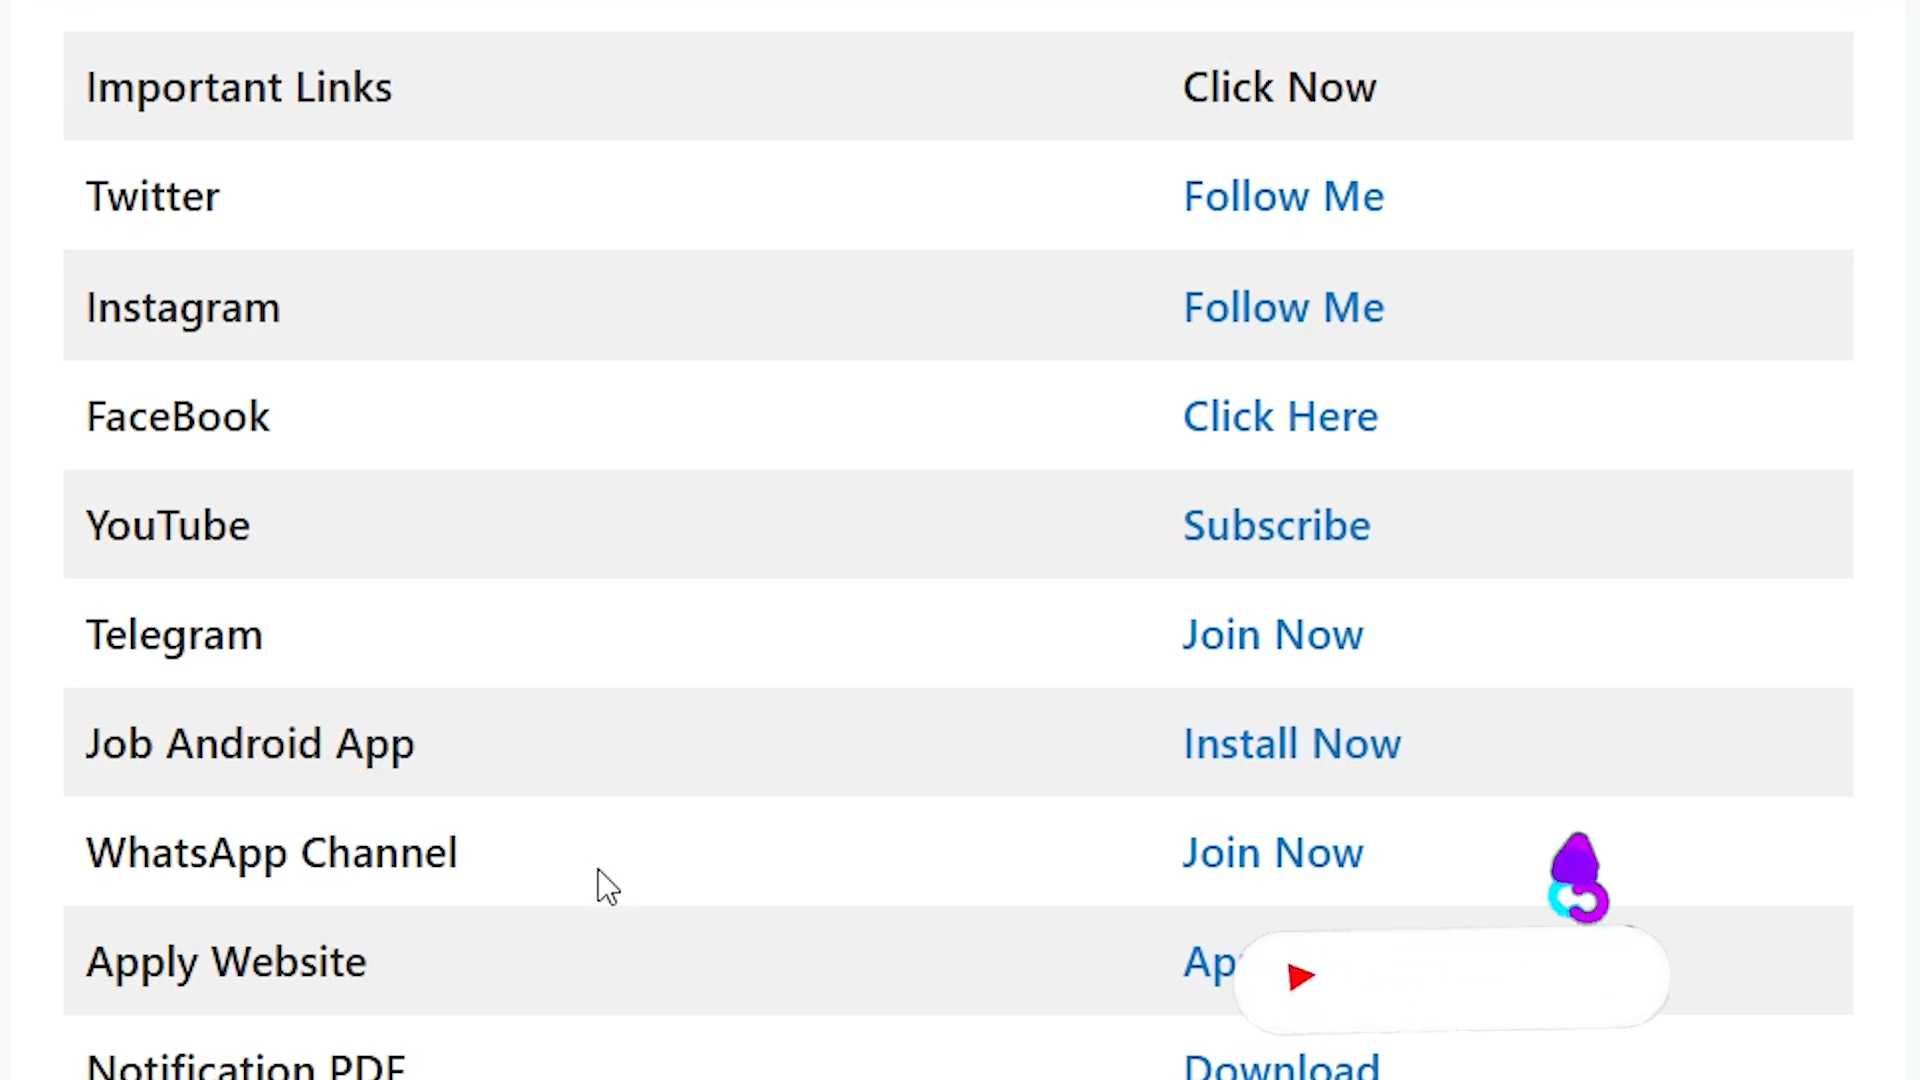 Important Links Click Now
Twitter Follow Me
Instagram Follow Me
FaceBook Click Here
YouTube Subscribe
Telegram Join Now
Job Android App Install Now
WhatsApp Channel Join Now
Apply Website
Notification PDF Download